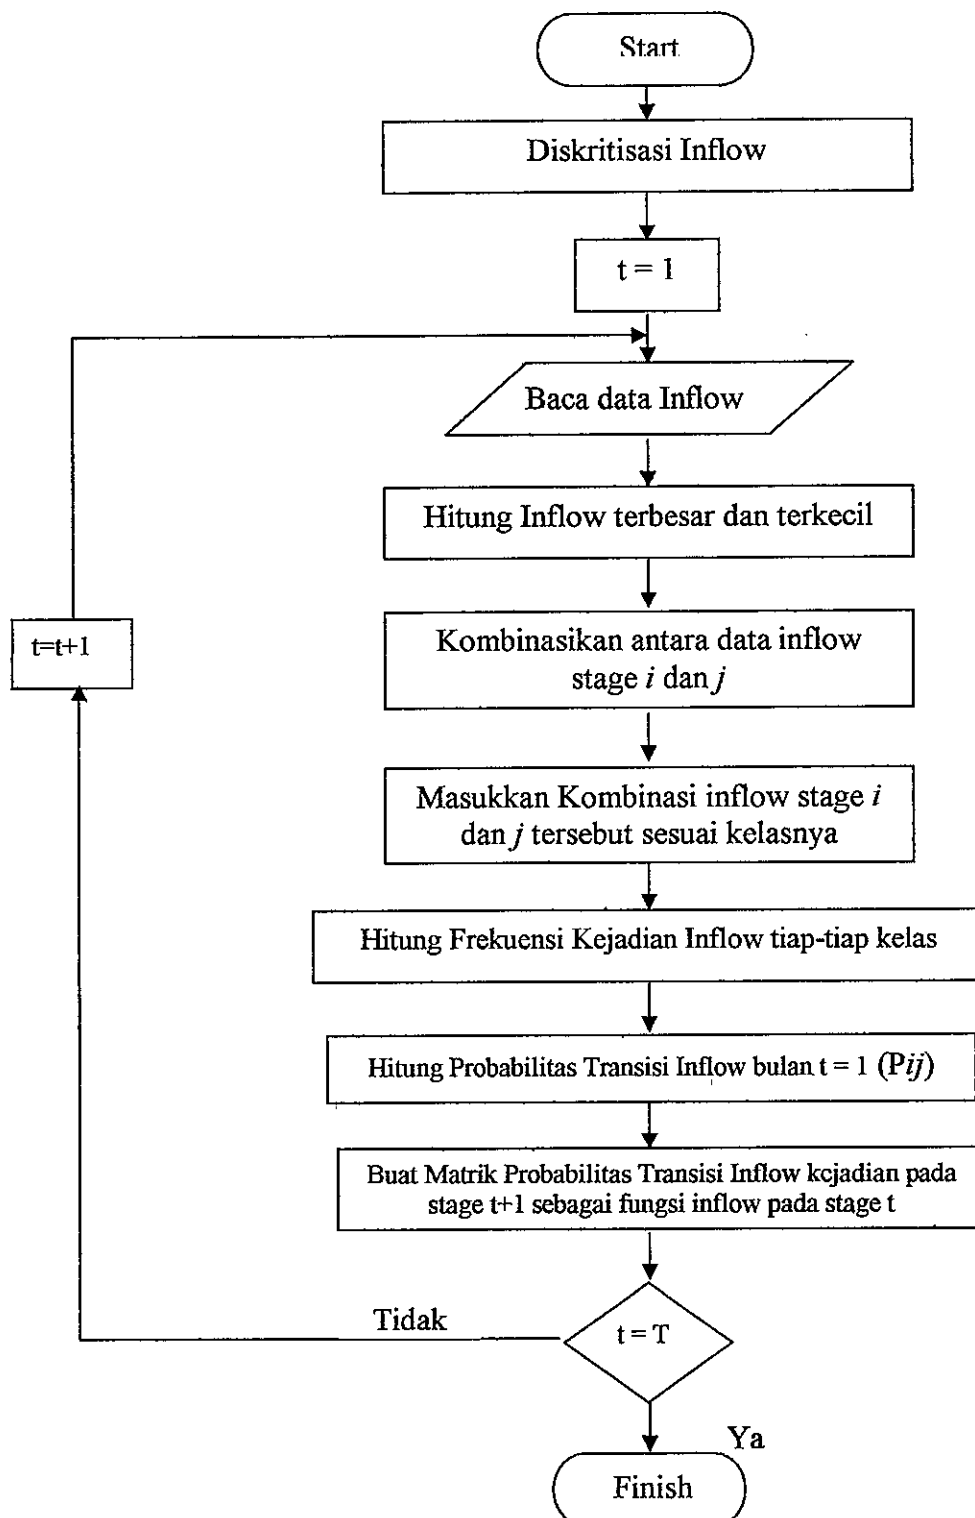 Start
Diskritisasi Inflow
t = 1
Baca data Inflow
Hitung Inflow terbesar dan terkecil
t=t+1
Kombinasikan antara data inflow
stage i dan j
Masukkan Kombinasi inflow stage i
dan j tersebut sesuai kelasnya
Hitung Frekuensi Kejadian Inflow tiap-tiap kelas
Hitung Probabilitas Transisi Inflow bulan t = 1 (Pij)
Buat Matrik Probabilitas Transisi Inflow kejadian pada
stage t+1 sebagai fungsi inflow pada stage t
Tidak
t = T
Ya
Finish